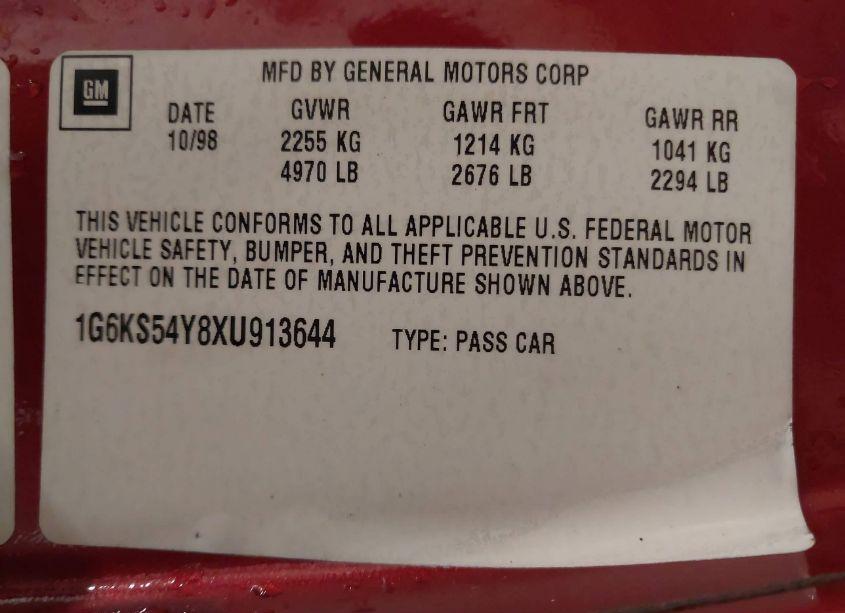 GM
MFD BY GENERAL MOTORS CORP
DATE GVWR GAWR FRT GAWR RR
10/98 2255 KG 1214 KG 1041 KG
4970 LB 2676 LB 2294 LB
THIS VEHICLE CONFORMS TO ALL APPLICABLE U.S. FEDERAL MOTOR
VEHICLE SAFETY, BUMPER, AND THEFT PREVENTION STANDARDS IN
EFFECT ON THE DATE OF MANUFACTURE SHOWN ABOVE.
1G6KS54Y8XU913644 TYPE: PASS CAR